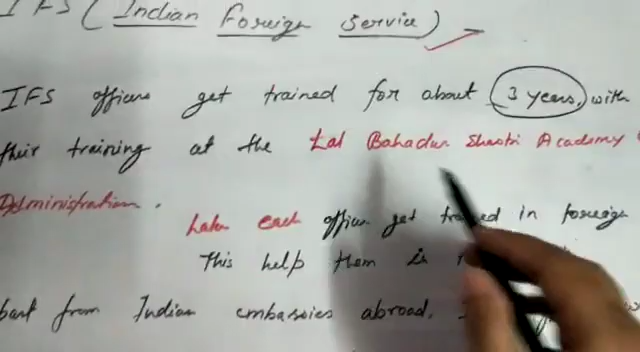 IFS (Indian Foreign Service)
IFS officers get trained for about 3 years, with
their training at the Lal Bahadur Shastri Academy
Administration.
Later each officer get trained in foreign
This help them
part from Indian embassies abroad.